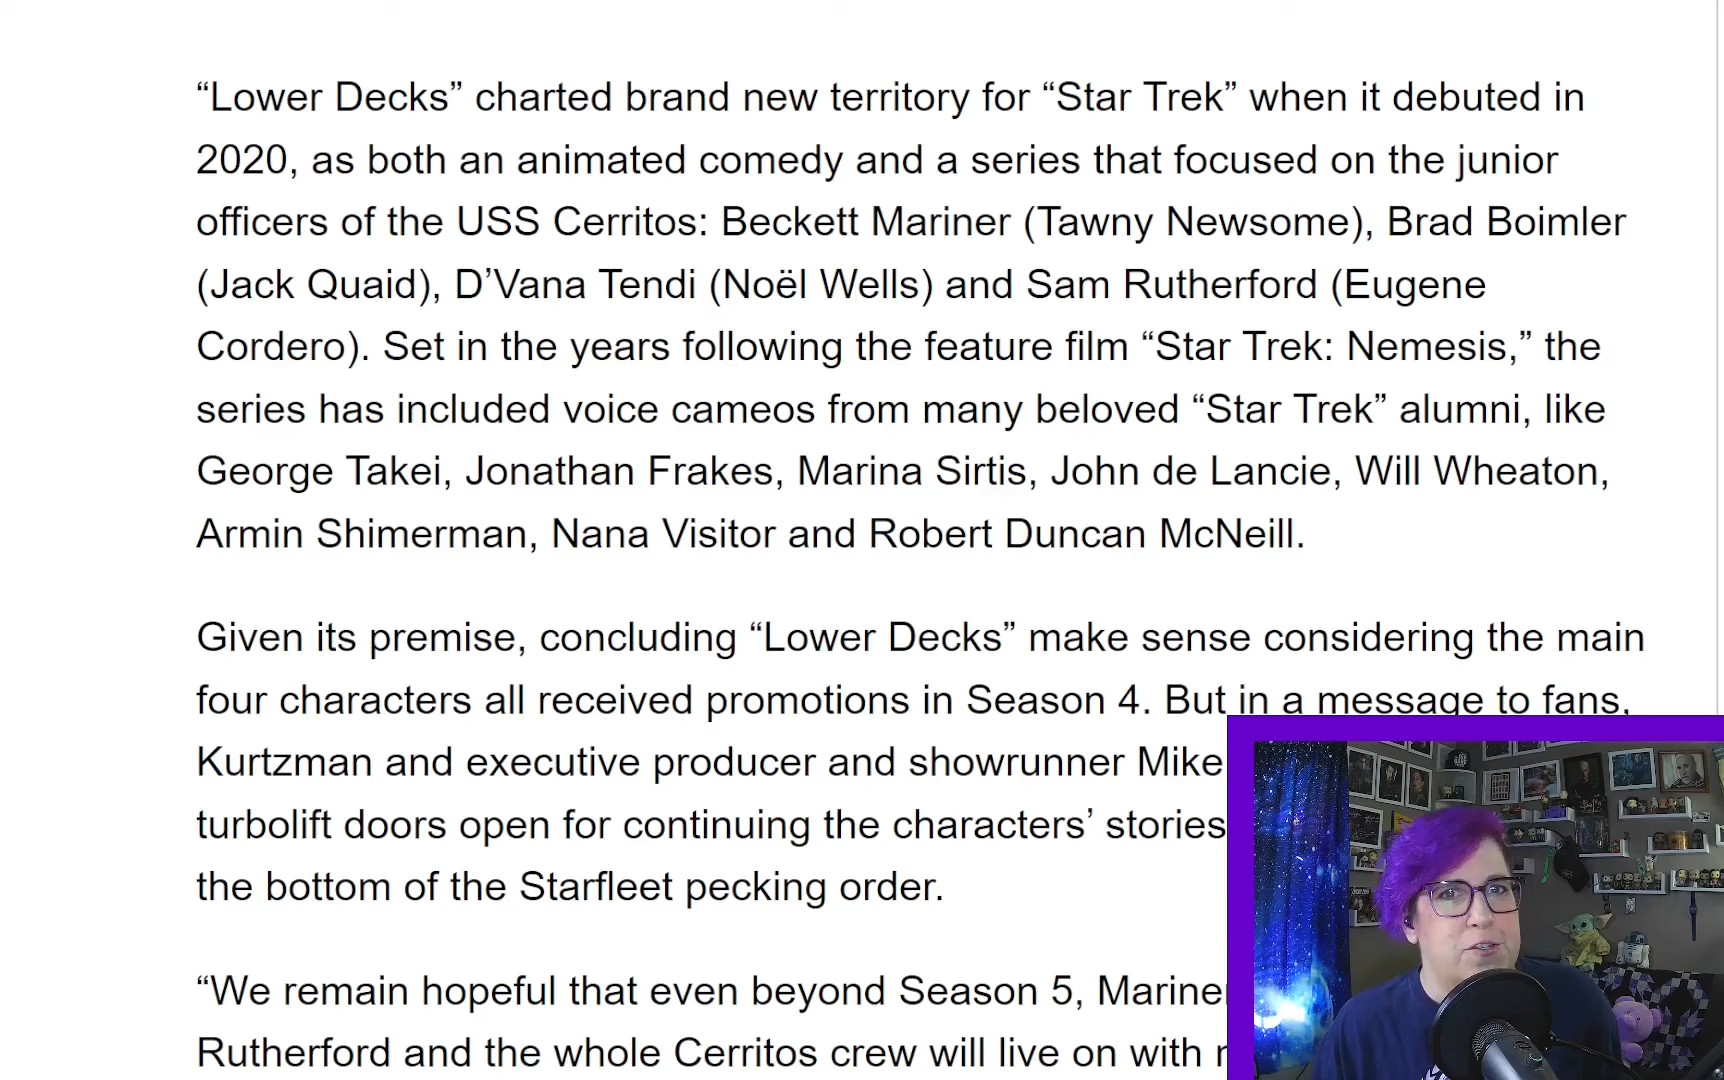 “Lower Decks” charted brand new territory for “Star Trek” when it debuted in
2020, as both an animated comedy and a series that focused on the junior
officers of the USS Cerritos: Beckett Mariner (Tawny Newsome), Brad Boimler
(Jack Quaid), D’Vana Tendi (Noël Wells) and Sam Rutherford (Eugene
Cordero). Set in the years following the feature film “Star Trek: Nemesis,” the
series has included voice cameos from many beloved “Star Trek” alumni, like
George Takei, Jonathan Frakes, Marina Sirtis, John de Lancie, Will Wheaton,
Armin Shimerman, Nana Visitor and Robert Duncan McNeill.
Given its premise, concluding “Lower Decks” make sense considering the main
four characters all received promotions in Season 4. But in a message to fans,
Kurtzman and executive producer and showrunner Mike
turbolift doors open for continuing the characters’ stories
the bottom of the Starfleet pecking order.
“We remain hopeful that even beyond Season 5, Mariner
Rutherford and the whole Cerritos crew will live on with